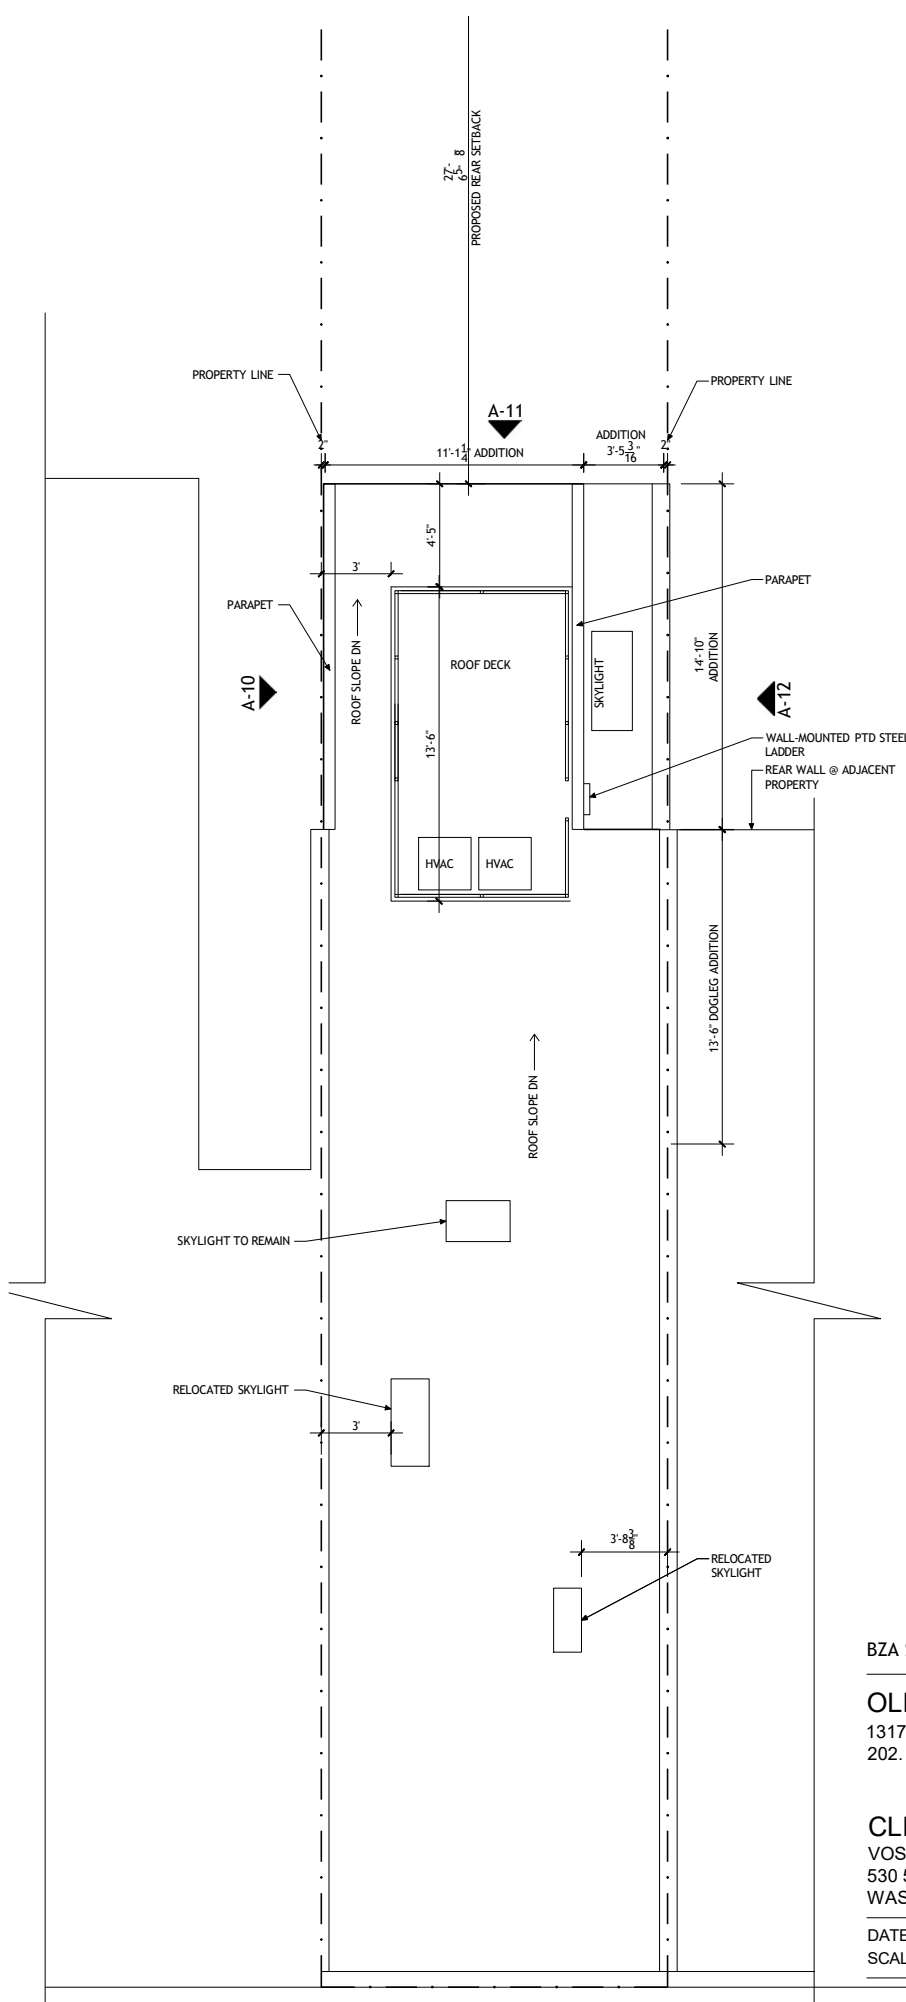 27'-
6 5" 8
PROPOSED REAR SETBACK
PROPERTY LINE
PROPERTY LINE
A-11
ADDITION
2"
11'-1 1/4" ADDITION
3'-5 3/16"
2"
4'-5"
3'
PARAPET
PARAPET
ROOF SLOPE DN
ROOF DECK
SKYLIGHT
14'-10"
ADDITION
A-10
A-12
13'-6"
WALL-MOUNTED PTD STEEL
LADDER
REAR WALL @ ADJACENT
PROPERTY
HVAC
HVAC
13'-6" DOGLEG ADDITION
ROOF SLOPE DN
SKYLIGHT TO REMAIN
RELOCATED SKYLIGHT
3'
3'-8 3/8"
RELOCATED
SKYLIGHT
BZA
1317
202.
VOS
530
WAS
DATE
SCAL